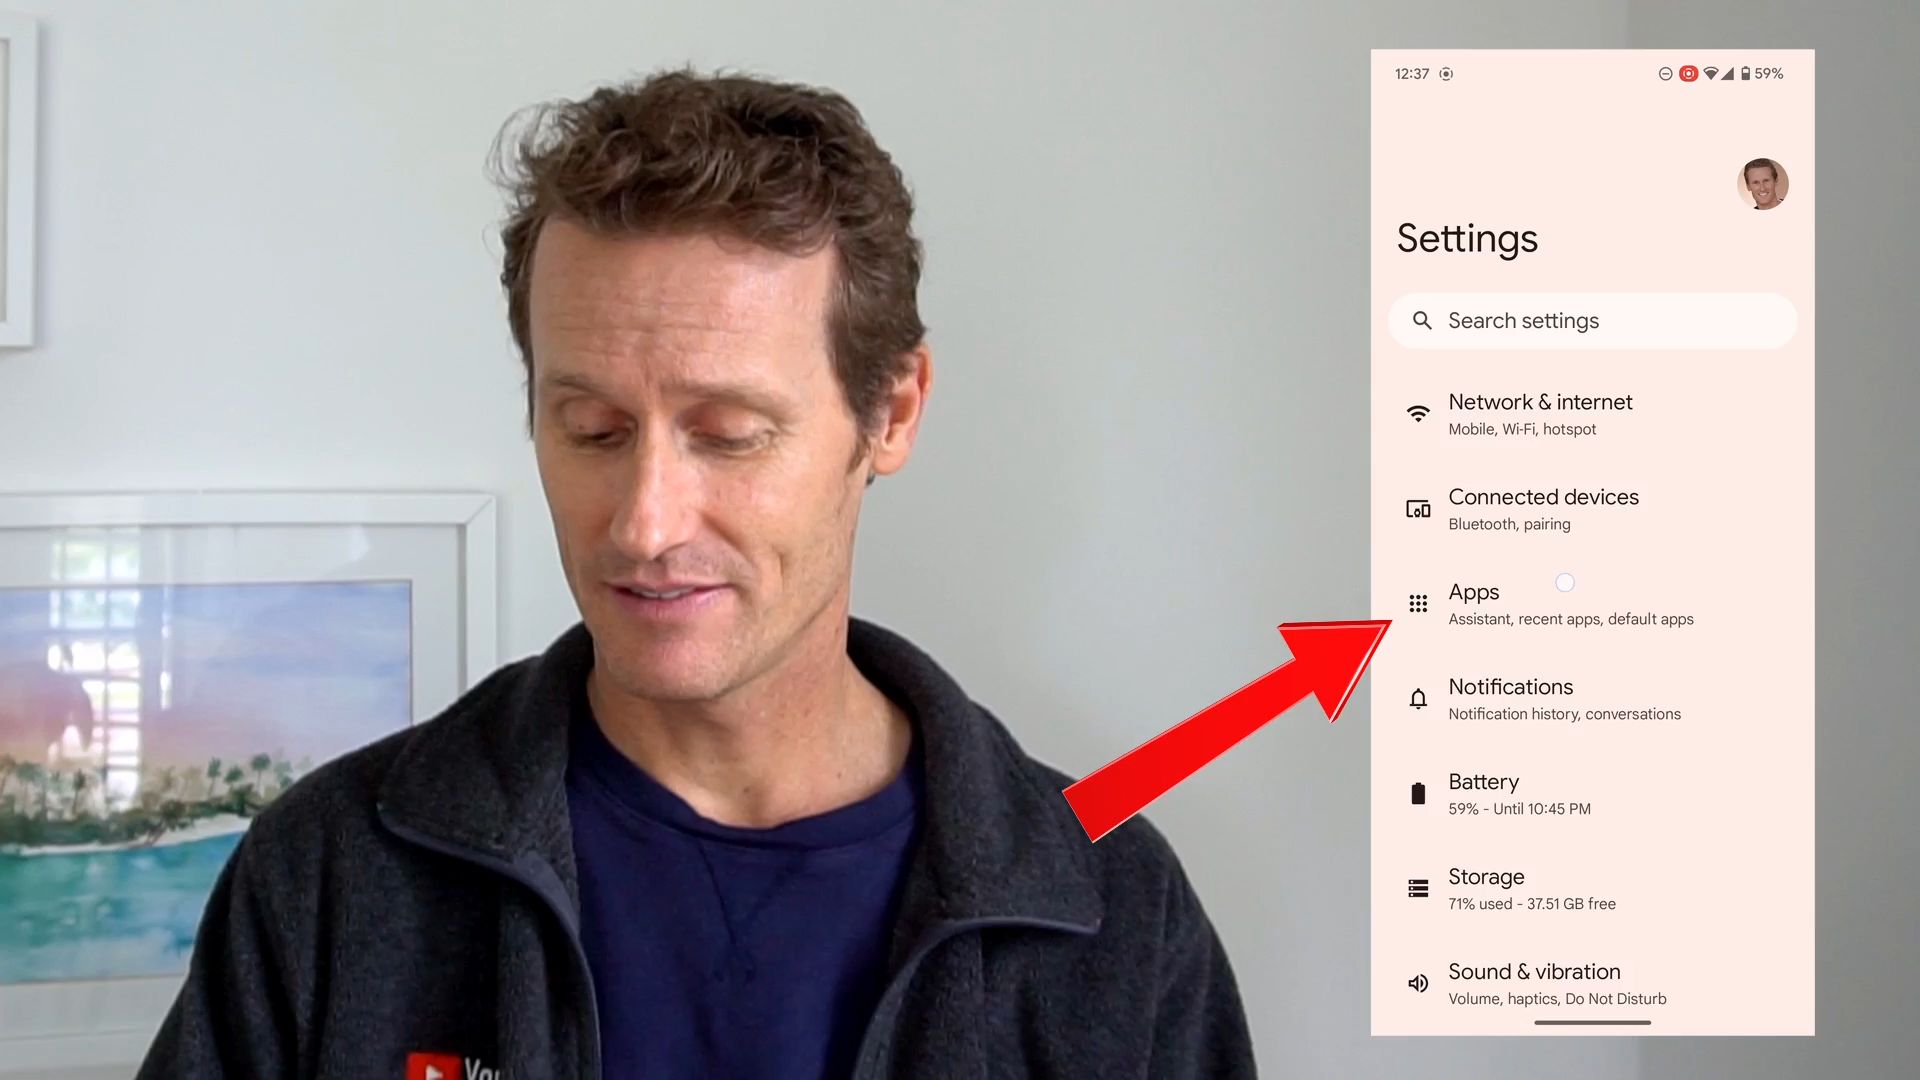 12:37
59%
Settings
Search settings
Network & internet
Mobile, Wi-Fi, hotspot
Connected devices
Bluetooth, pairing
Apps
Assistant, recent apps, default apps
Notifications
Notification history, conversations
Battery
59% - Until 10:45 PM
Storage
71% used - 37.51 GB free
Sound & vibration
Volume, haptics, Do Not Disturb